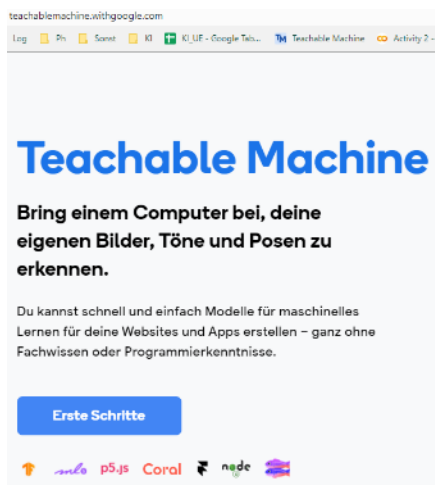 teachablemachine.withgoogle.com
Log Ph Sonst KI KI_UE - Google Tab... Teachable Machine Activity 2 -
Teachable Machine
Bring einem Computer bei, deine
eigenen Bilder, Töne und Posen zu
erkennen.
Du kannst schnell und einfach Modelle für maschinelles
Lernen für deine Websites und Apps erstellen – ganz ohne
Fachwissen oder Programmierkenntnisse.
Erste Schritte
p5.js Coral node